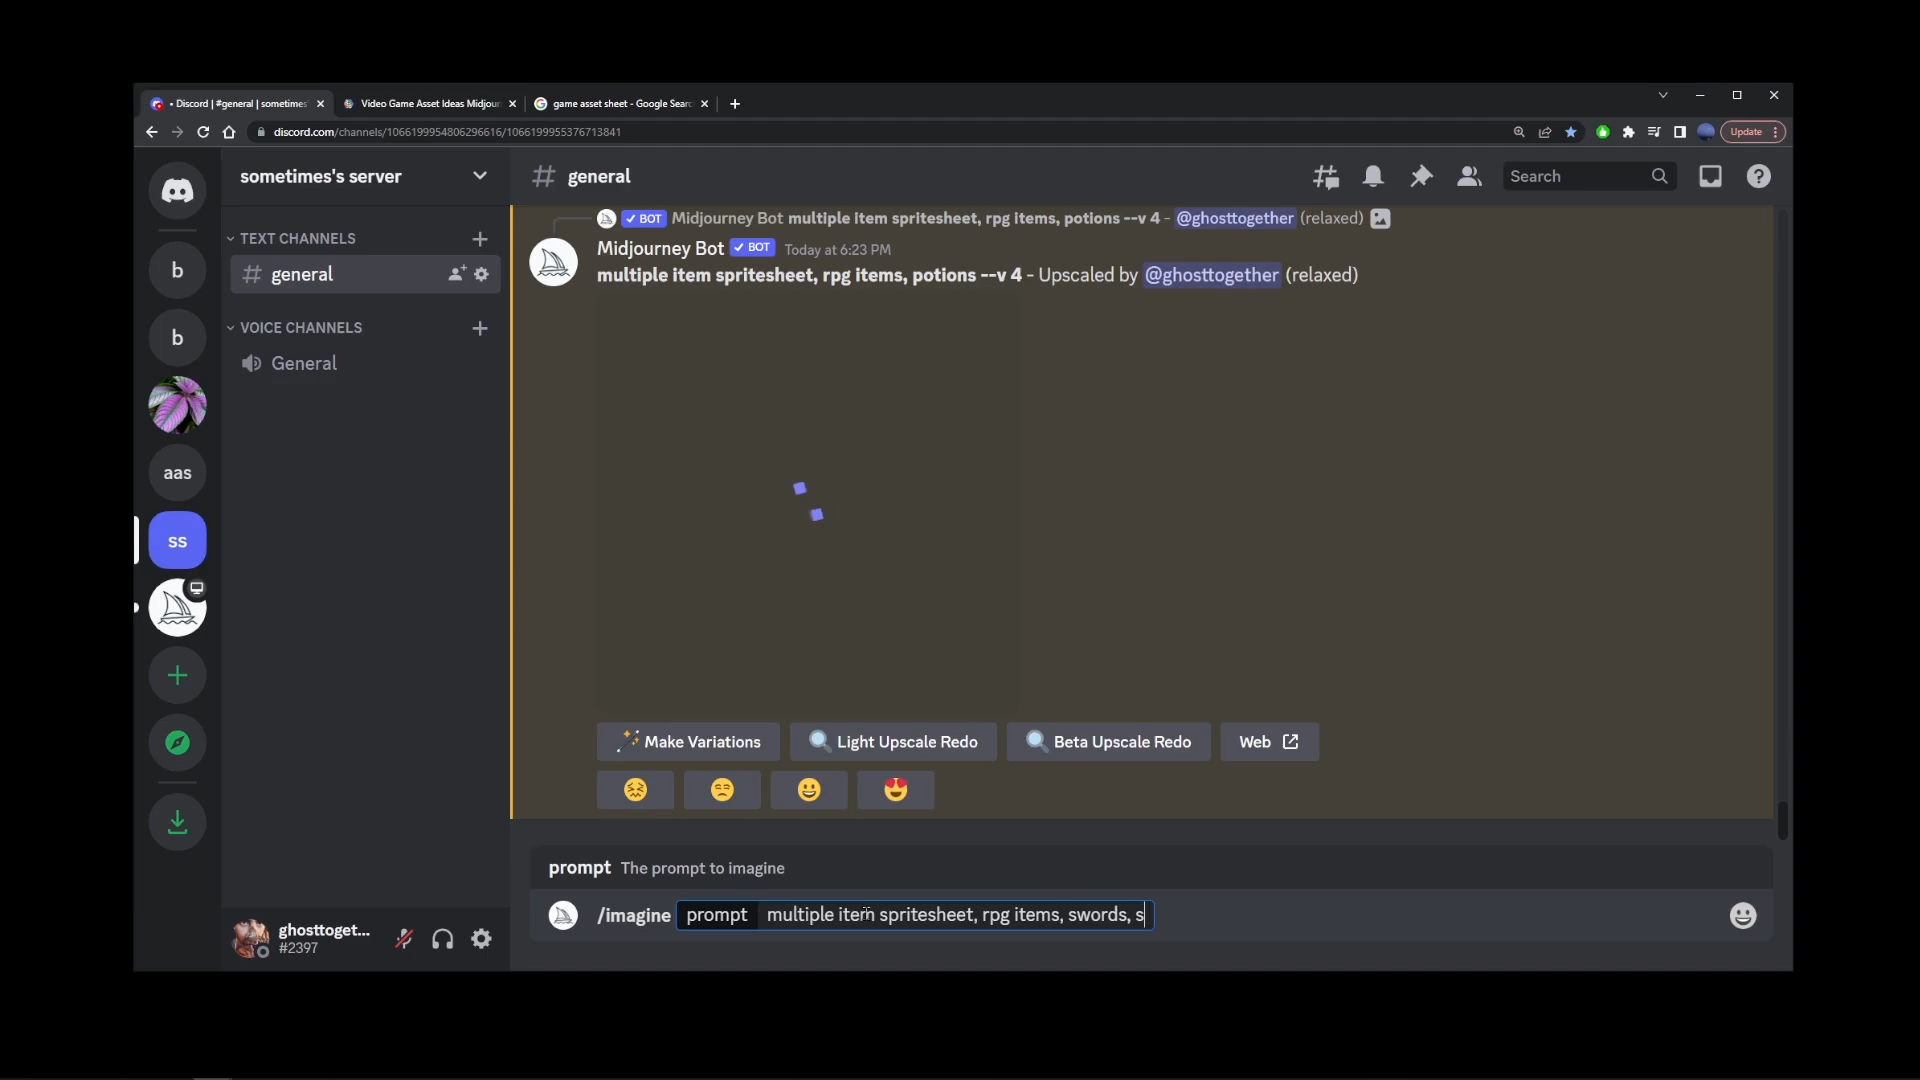 • Discord | #general | sometimes'
Video Game Asset Ideas Midjour
game asset sheet - Google Searc
discord.com/channels/1066199954806296616/1066199955376713841
Update
sometimes's server
general
Search
BOT Midjourney Bot multiple item spritesheet, rpg items, potions --v 4 - @ghosttogether (relaxed)
Midjourney Bot BOT Today at 6:23 PM
multiple item spritesheet, rpg items, potions --v 4 - Upscaled by @ghosttogether (relaxed)
TEXT CHANNELS
general
VOICE CHANNELS
General
b
b
aas
ss
Make Variations
Light Upscale Redo
Beta Upscale Redo
Web
prompt The prompt to imagine
/imagine prompt multiple item spritesheet, rpg items, swords, s
ghosttoget...
#2397